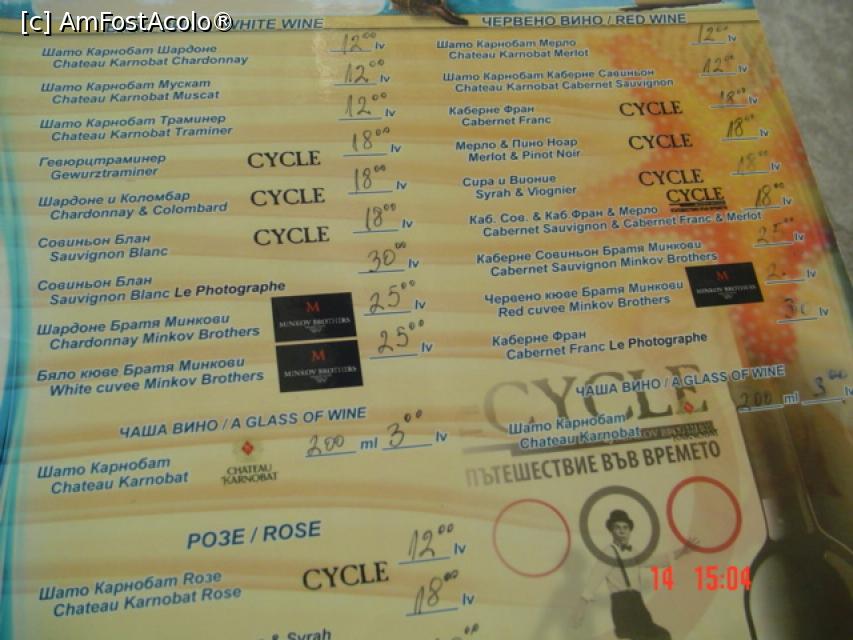 [c] AmFostAcolo®
WHITE WINE
Шато Карнобат Шардоне 12⁰⁰ lv
Chateau Karnobat Chardonnay
Шато Карнобат Мускат 12⁰⁰ lv
Chateau Karnobat Muscat
Шато Карнобат Траминер 12⁰⁰ lv
Chateau Karnobat Traminer
Гевюрцтраминер CYCLE 18⁰⁰ lv
Gewurztraminer
Шардоне и Коломбар CYCLE 18⁰⁰ lv
Chardonnay & Colombard
Совиньон Блан CYCLE 18⁰⁰ lv
Sauvignon Blanc
Совиньон Блан 30⁰⁰ lv
Sauvignon Blanc Le Photographe
Шардоне Братя Минкови M MINKOV BROTHERS 25⁰⁰ lv
Chardonnay Minkov Brothers
Бяло кюве Братя Минкови M MINKOV BROTHERS 25⁰⁰ lv
White cuvee Minkov Brothers
ЧАША ВИНО / A GLASS OF WINE
Шато Карнобат 200 ml 3⁰⁰ lv
Chateau Karnobat
CHATEAU KARNOBAT
РОЗЕ / ROSE
12⁰⁰ lv
Шато Карнобат Розе CYCLE 18⁰⁰ lv
Chateau Karnobat Rose
& Syrah
ЧЕРВЕНО ВИНО / RED WINE
Шато Карнобат Мерло 12⁰⁰ lv
Chateau Karnobat Merlot
Шато Карнобат Каберне Савиньон 12⁰⁰ lv
Chateau Karnobat Cabernet Sauvignon
Каберне Фран CYCLE 18⁰⁰ lv
Cabernet Franc
Мерло & Пино Ноар CYCLE 18⁰⁰ lv
Merlot & Pinot Noir
Сира и Вионие CYCLE 18⁰⁰ lv
Syrah & Viognier
Каб. Сов. & Каб.Фран & Мерло CYCLE 18⁰⁰ lv
Cabernet Sauvignon & Cabernet Franc & Merlot
Каберне Совиньон Братя Минкови 25⁰⁰ lv
Cabernet Sauvignon Minkov Brothers
Червено кюве Братя Минкови M MINKOV BROTHERS lv
Red cuvee Minkov Brothers
Каберне Фран lv
Cabernet Franc Le Photographe
ЧАША ВИНО / A GLASS OF WINE
Шато Карнобат 200 ml 3⁰⁰ lv
Chateau Karnobat
CYCLE
ПЪТЕШЕСТВИЕ ВЪВ ВРЕМЕТО
14 15:04